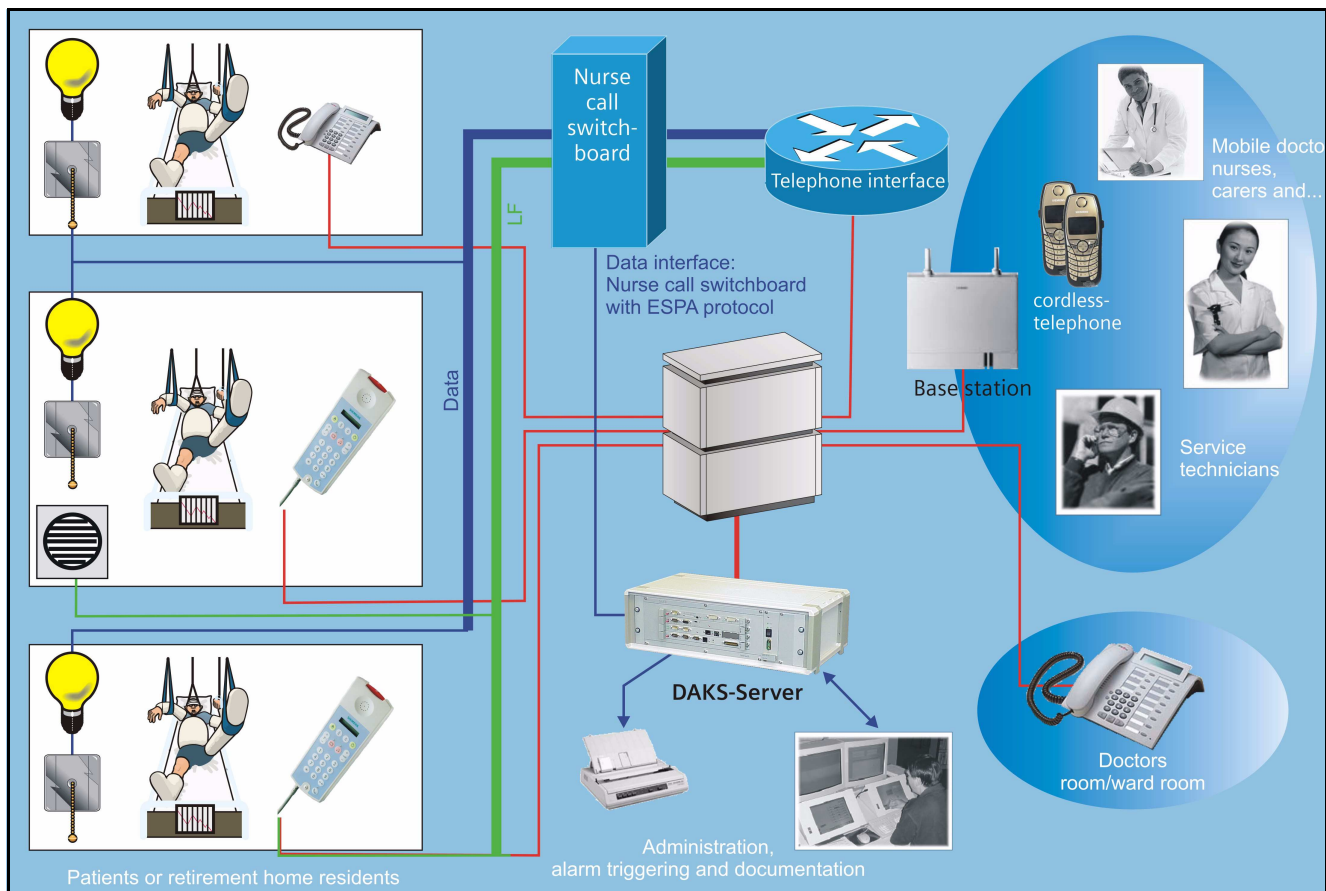 Nurse
call
switch-
board
Telephone interface
Mobile docto
nurses,
carers and...
LF
Data interface:
Nurse call switchboard
with ESPA protocol
cordless-
telephone
Base station
Data
Service
technicians
DAKS-Server
Doctors
room/ward room
Administration,
alarm triggering and documentation
Patients or retirement home residents